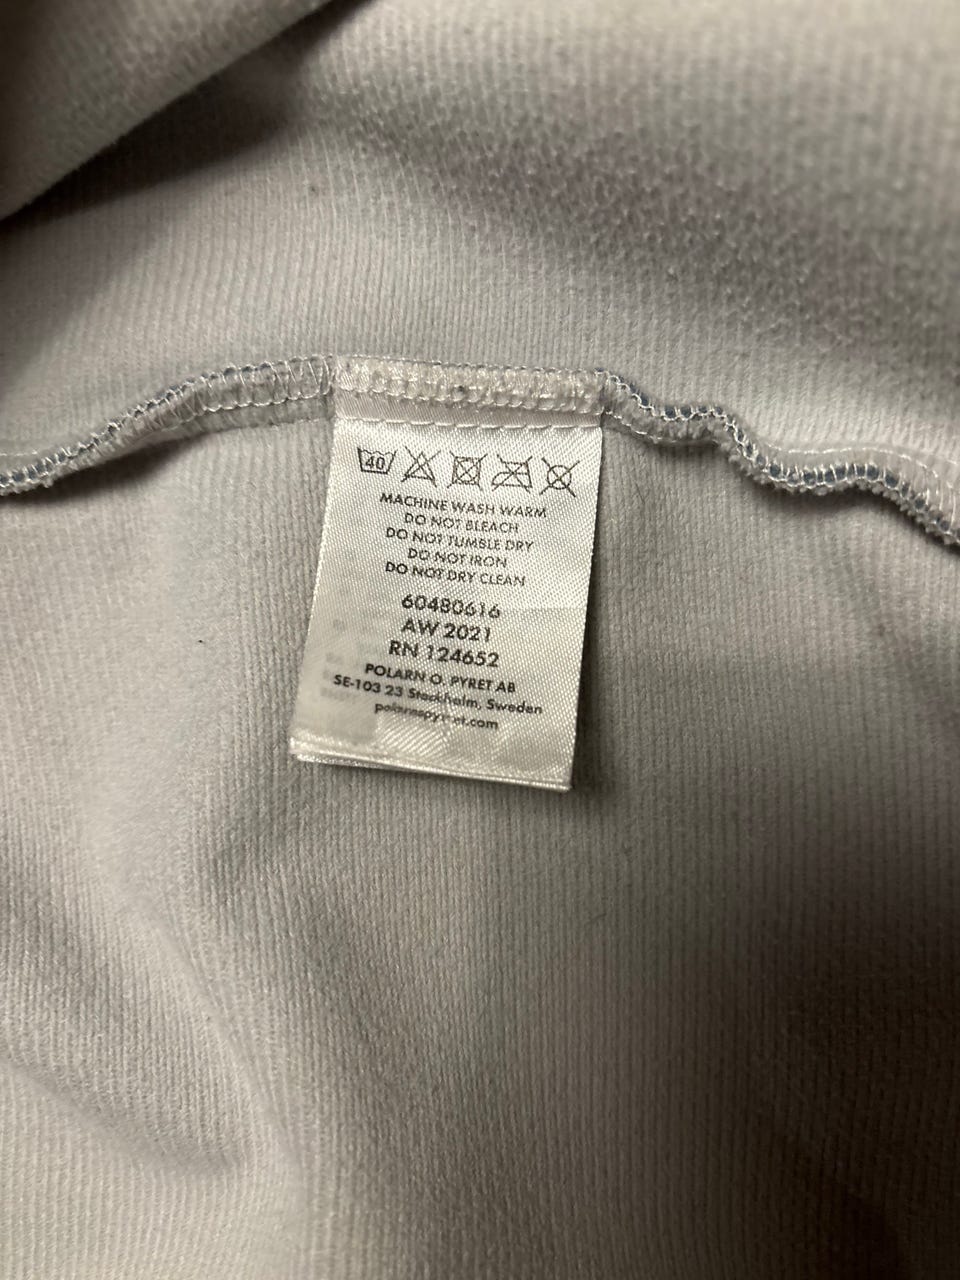 40
MACHINE WASH WARM
DO NOT BLEACH
DO NOT TUMBLE DRY
DO NOT IRON
DO NOT DRY CLEAN
60480616
AW 2021
RN 124652
POLARN O. PYRET AB
SE-103 23 Stockholm, Sweden
polarnopyret.com